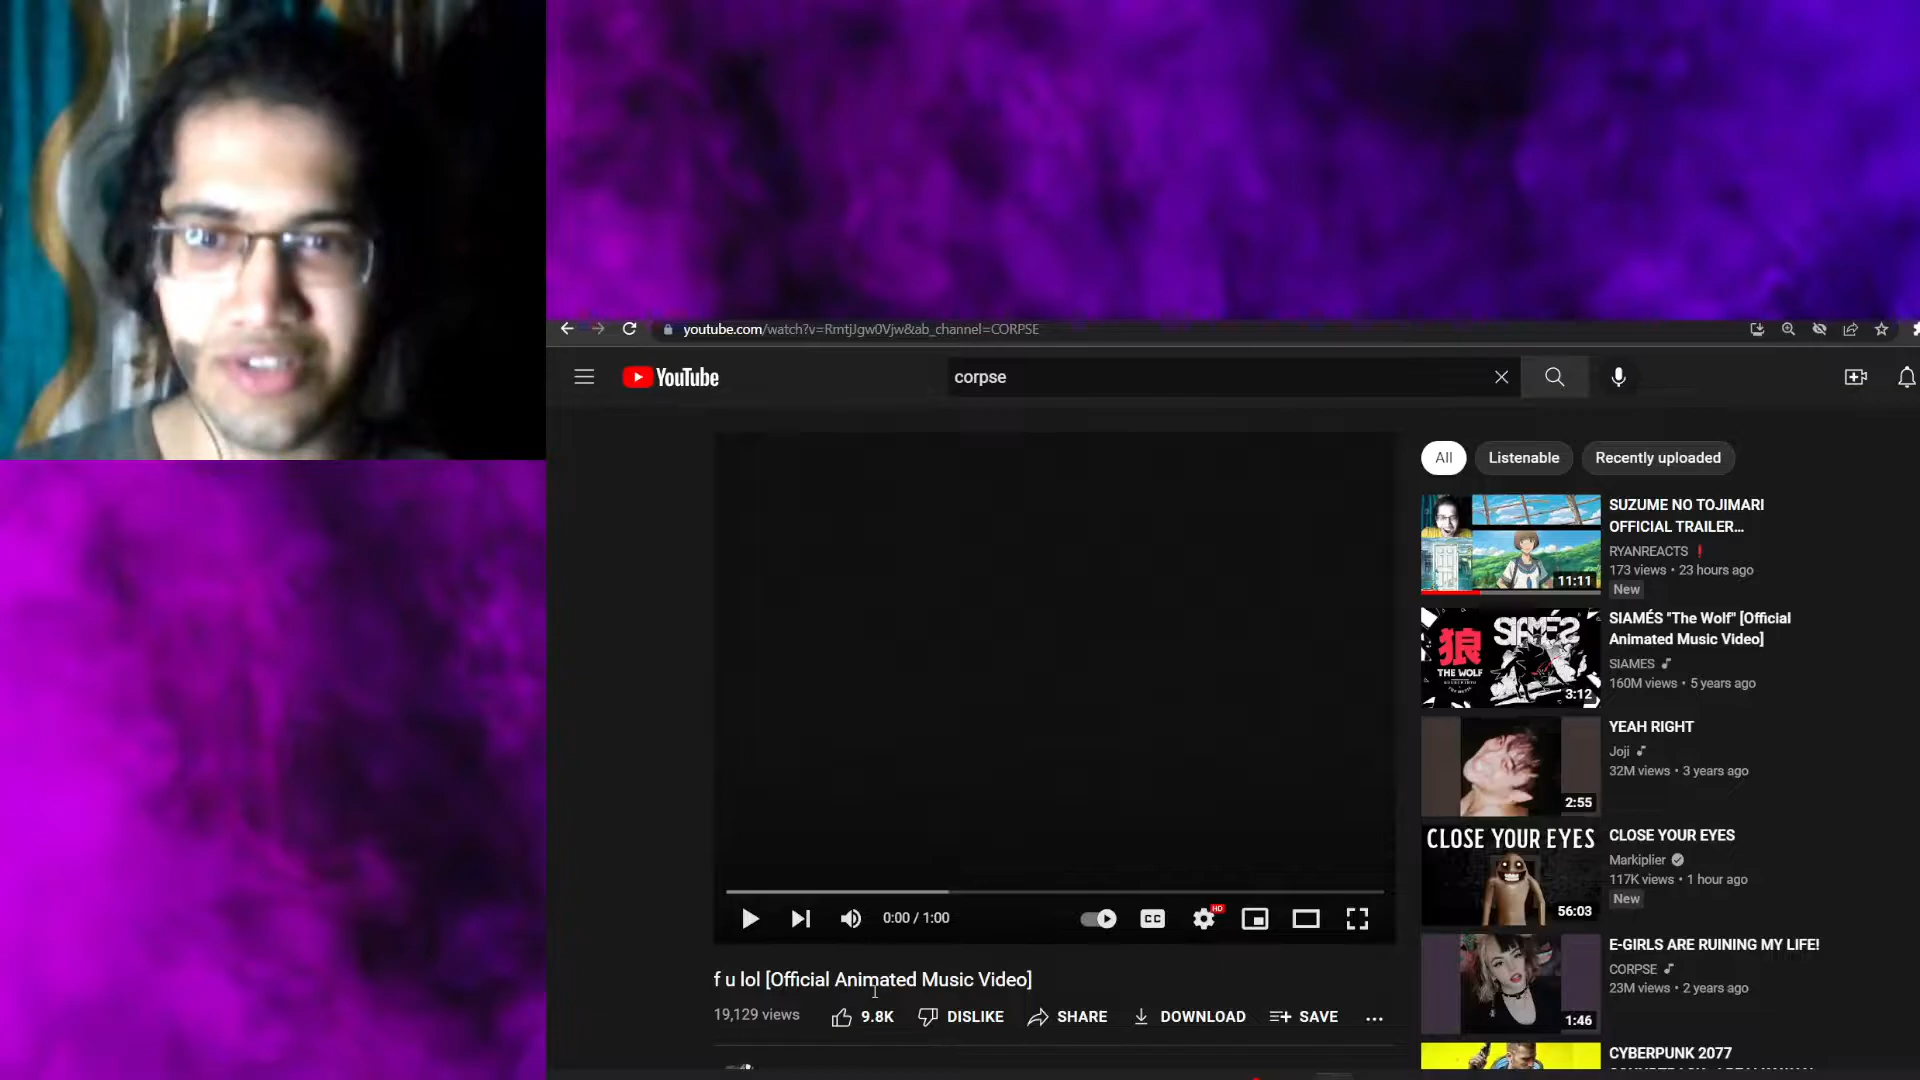 youtube.com/watch?v=RmtjJgw0Vjw&ab_channel=CORPSE
YouTube
corpse
All
Listenable
Recently uploaded
SUZUME NO TOJIMARI
OFFICIAL TRAILER...
RYANREACTS
173 views • 23 hours ago
New
11:11
SIAMÉS "The Wolf" [Official
Animated Music Video]
SIAMES
160M views • 5 years ago
狼
THE WOLF
SIAMES
3:12
YEAH RIGHT
Joji
32M views • 3 years ago
2:55
CLOSE YOUR EYES
CLOSE YOUR EYES
Markiplier
117K views • 1 hour ago
New
56:03
E-GIRLS ARE RUINING MY LIFE!
CORPSE
23M views • 2 years ago
1:46
CYBERPUNK 2077
0:00 / 1:00
CC
HD
f u lol [Official Animated Music Video]
19,129 views
9.8K
DISLIKE
SHARE
DOWNLOAD
SAVE